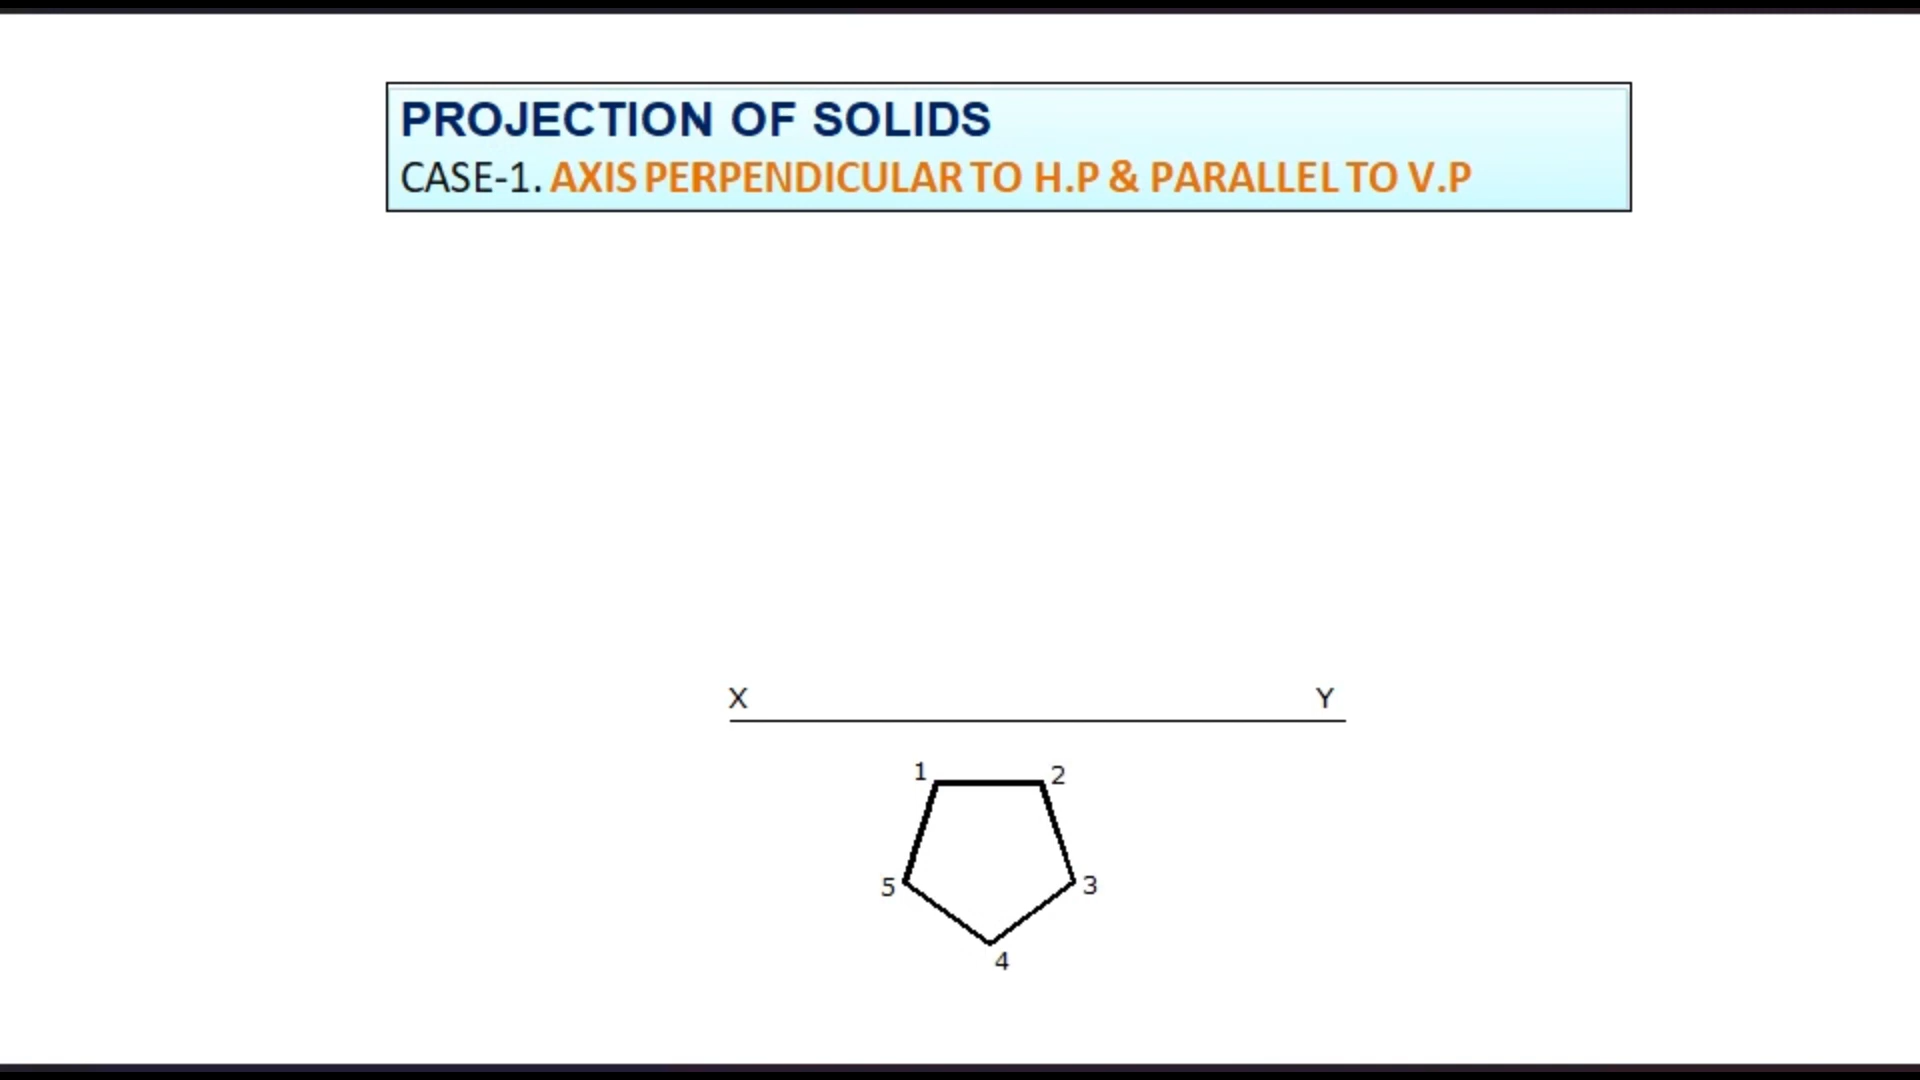 PROJECTION OF SOLIDS
CASE-1. AXIS PERPENDICULAR TO H.P & PARALLEL TO V.P
X Y
1 2
5 3
4